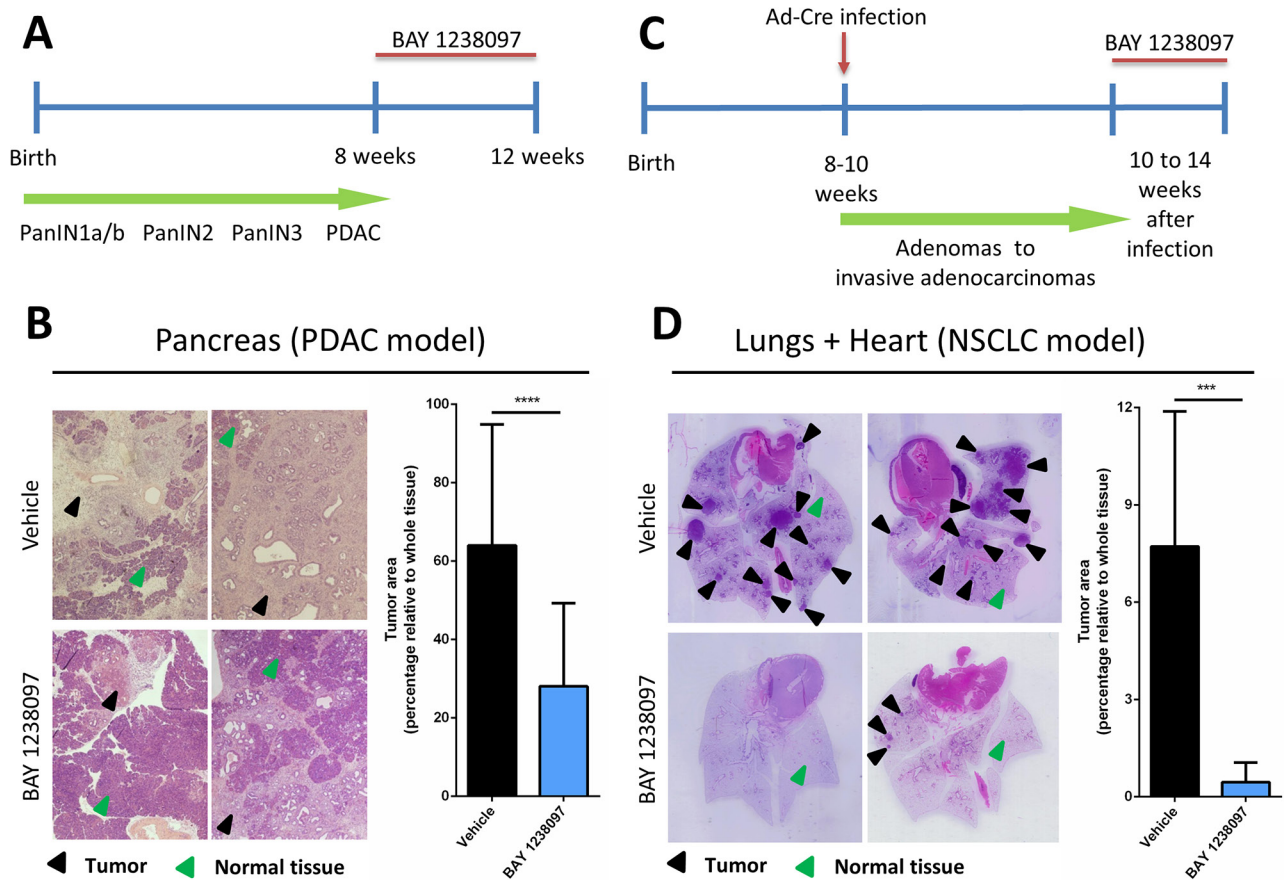 A
BAY 1238097
Birth
8 weeks
12 weeks
PanIN1a/b PanIN2 PanIN3 PDAC
C
Ad-Cre infection
BAY 1238097
Birth
8-10
weeks
10 to 14
weeks
after
infection
Adenomas to
invasive adenocarcinomas
B
Pancreas (PDAC model)
Vehicle
BAY 1238097
Tumor area
(percentage relative to whole tissue)
100
80
60
40
20
0
****
Vehicle
BAY 1238097
Tumor
Normal tissue
D
Lungs + Heart (NSCLC model)
Vehicle
BAY 1238097
Tumor area
(percentage relative to whole tissue)
12
9
6
3
0
***
Vehicle
BAY 1238097
Tumor
Normal tissue